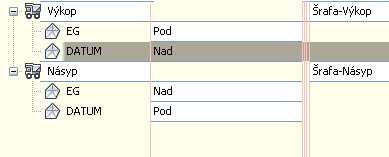 Výkop Šrafa-Výkop
EG Pod
DATUM Nad
Násyp Šrafa-Násyp
EG Nad
DATUM Pod